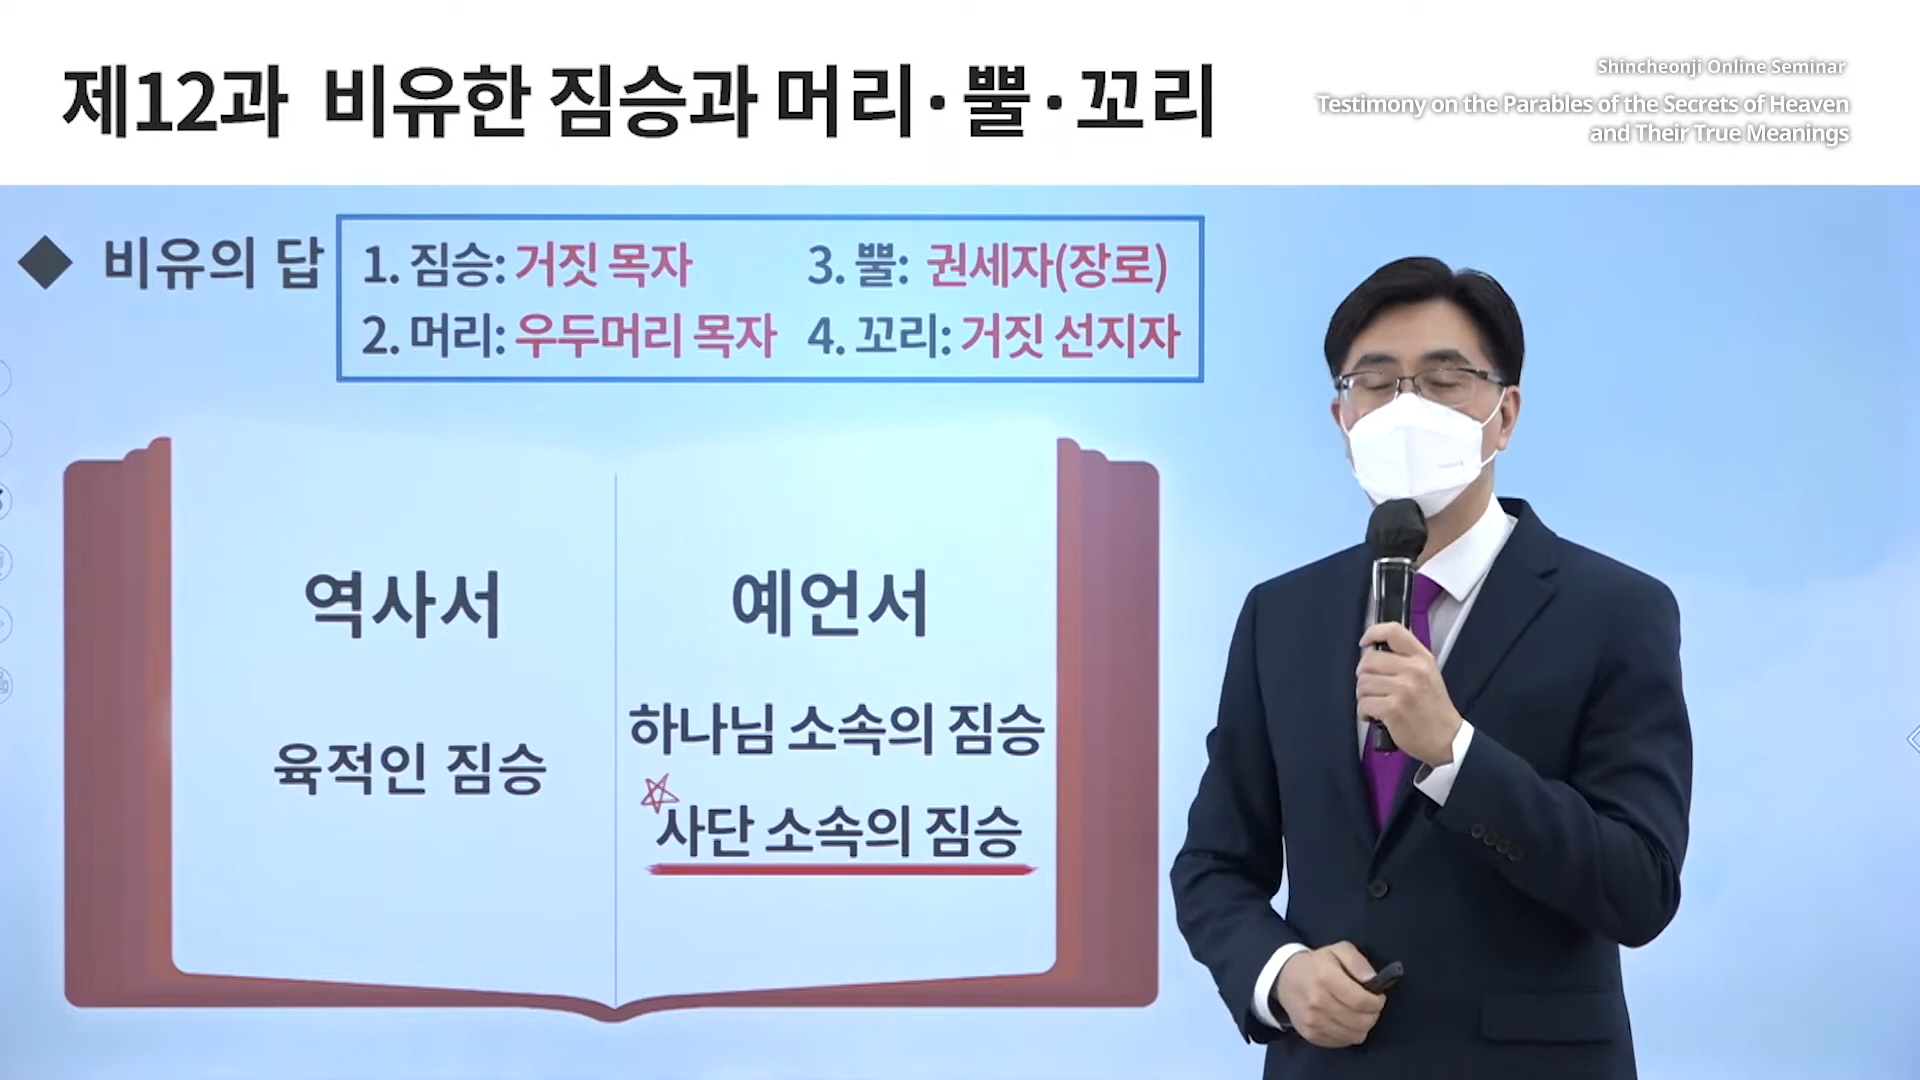 제12과 비유한 짐승과 머리·뿔·꼬리
Shincheonji Online Seminar
Testimony on the Parables of the Secrets of Heaven
and Their True Meanings
◆ 비유의 답
1. 짐승: 거짓 목자
3. 뿔: 권세자(장로)
2. 머리: 우두머리 목자
4. 꼬리: 거짓 선지자
역사서
예언서
육적인 짐승
하나님 소속의 짐승
사단 소속의 짐승